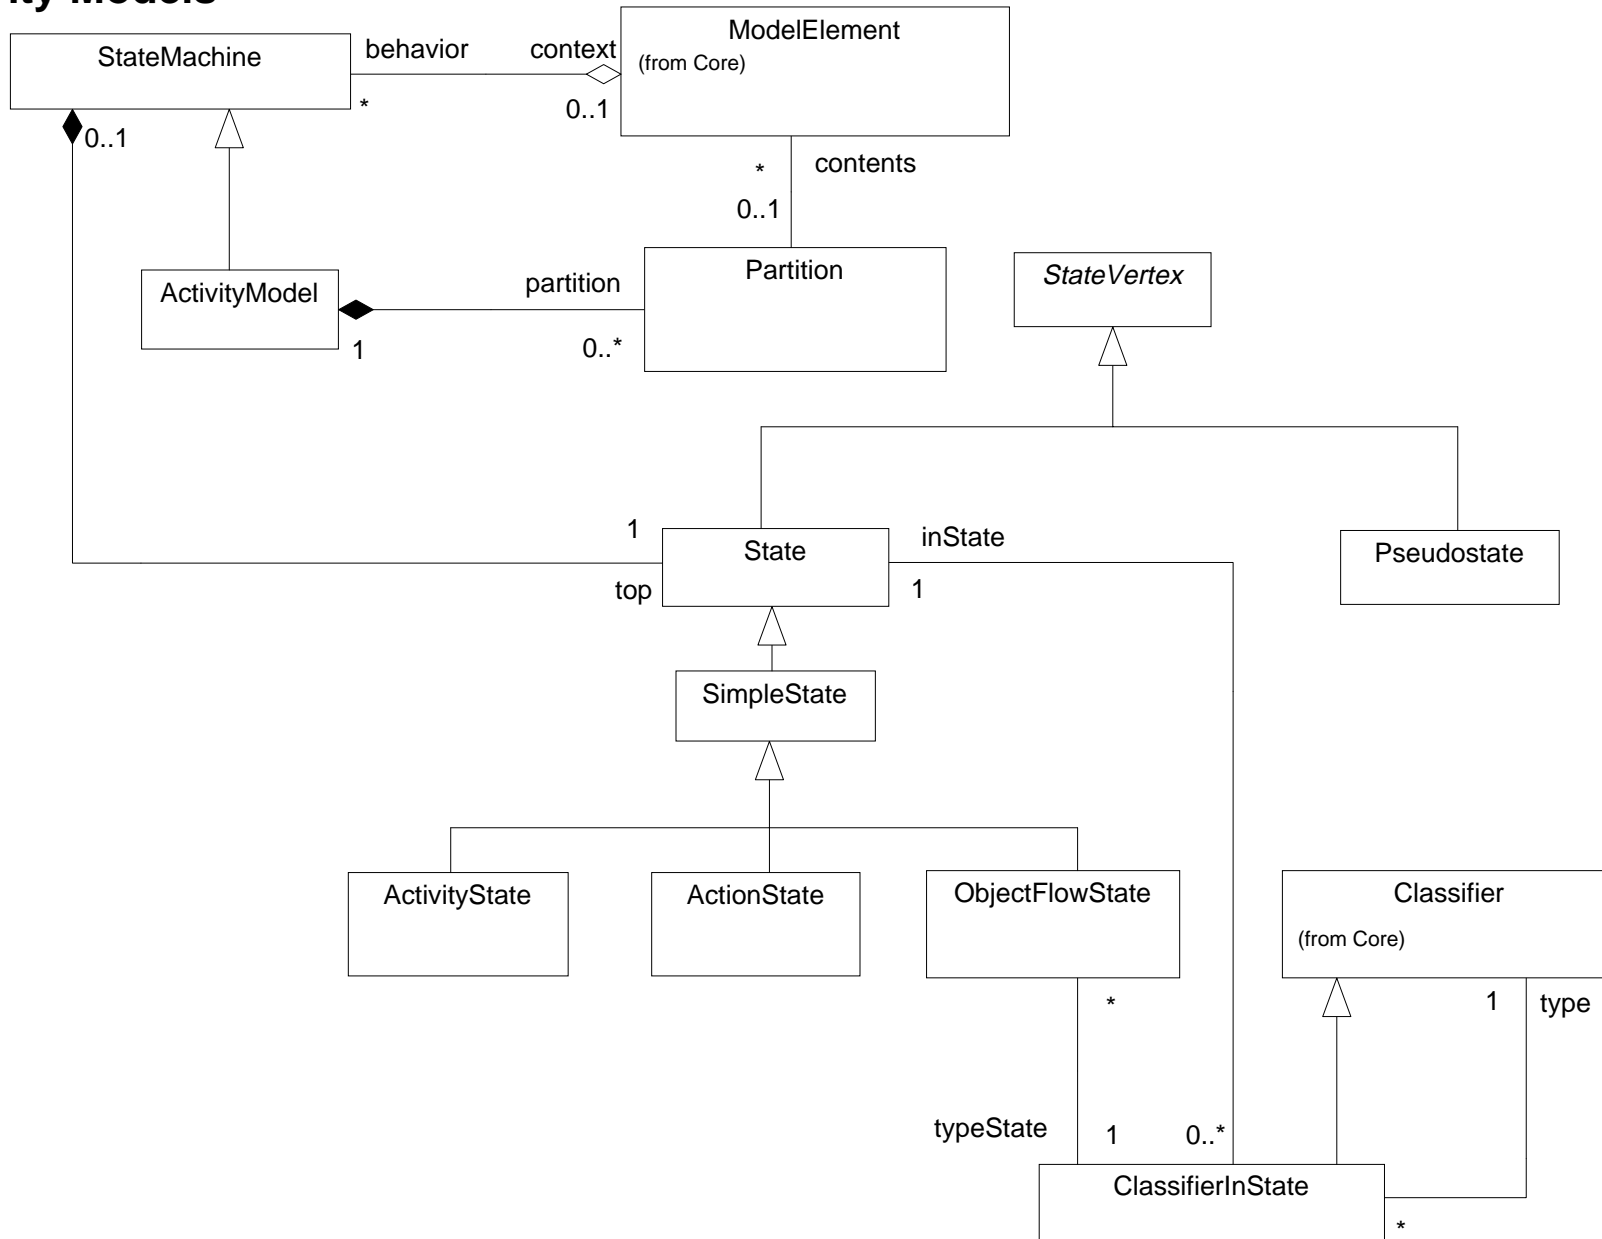 ity Models
ModelElement
(from Core)
StateMachine
behavior
context
*
0..1
0..1
*
contents
0..1
Partition
StateVertex
ActivityModel
partition
1
0..*
1
State
inState
Pseudostate
top
1
SimpleState
ActivityState
ActionState
ObjectFlowState
Classifier
(from Core)
*
1
type
typeState
1
0..*
ClassifierInState
*